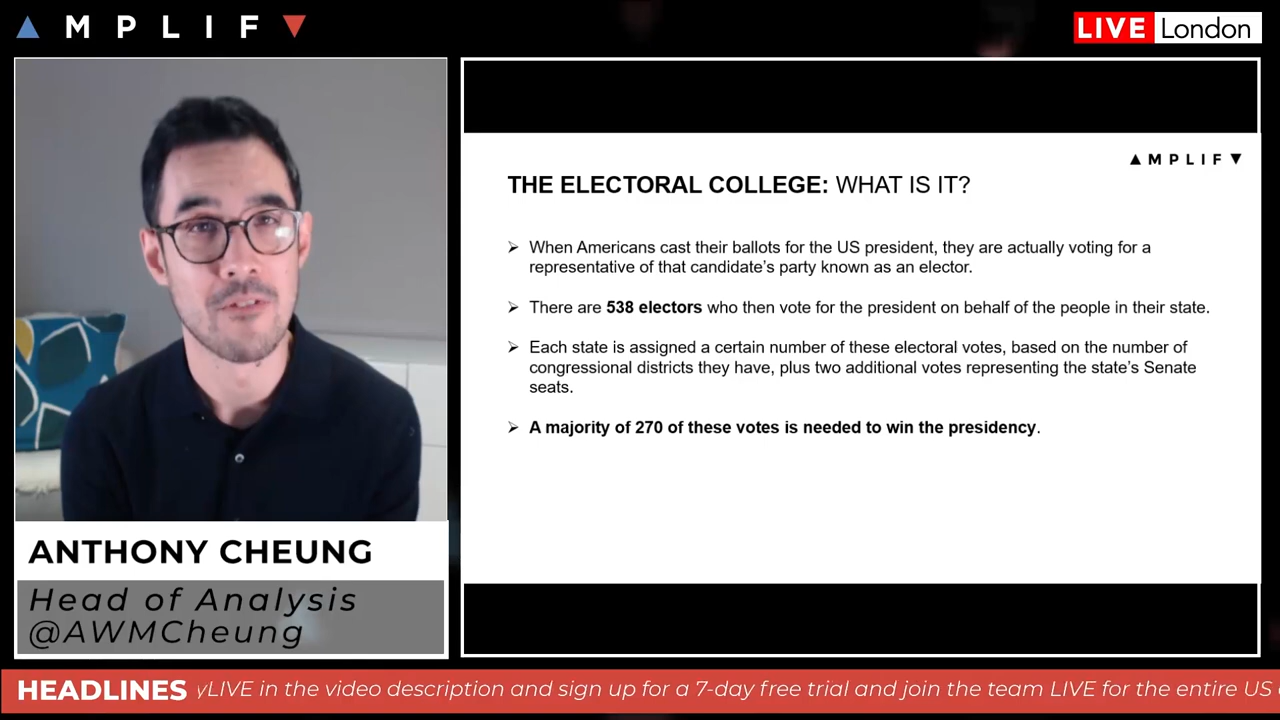 ▲ M P L I F ▼
LIVE London
▲ M P L I F ▼
THE ELECTORAL COLLEGE: WHAT IS IT?
➢ When Americans cast their ballots for the US president, they are actually voting for a
representative of that candidate's party known as an elector.
➢ There are 538 electors who then vote for the president on behalf of the people in their state.
➢ Each state is assigned a certain number of these electoral votes, based on the number of
congressional districts they have, plus two additional votes representing the state's Senate
seats.
➢ A majority of 270 of these votes is needed to win the presidency.
ANTHONY CHEUNG
Head of Analysis
@AWMCheung
HEADLINES yLIVE in the video description and sign up for a 7-day free trial and join the team LIVE for the entire US